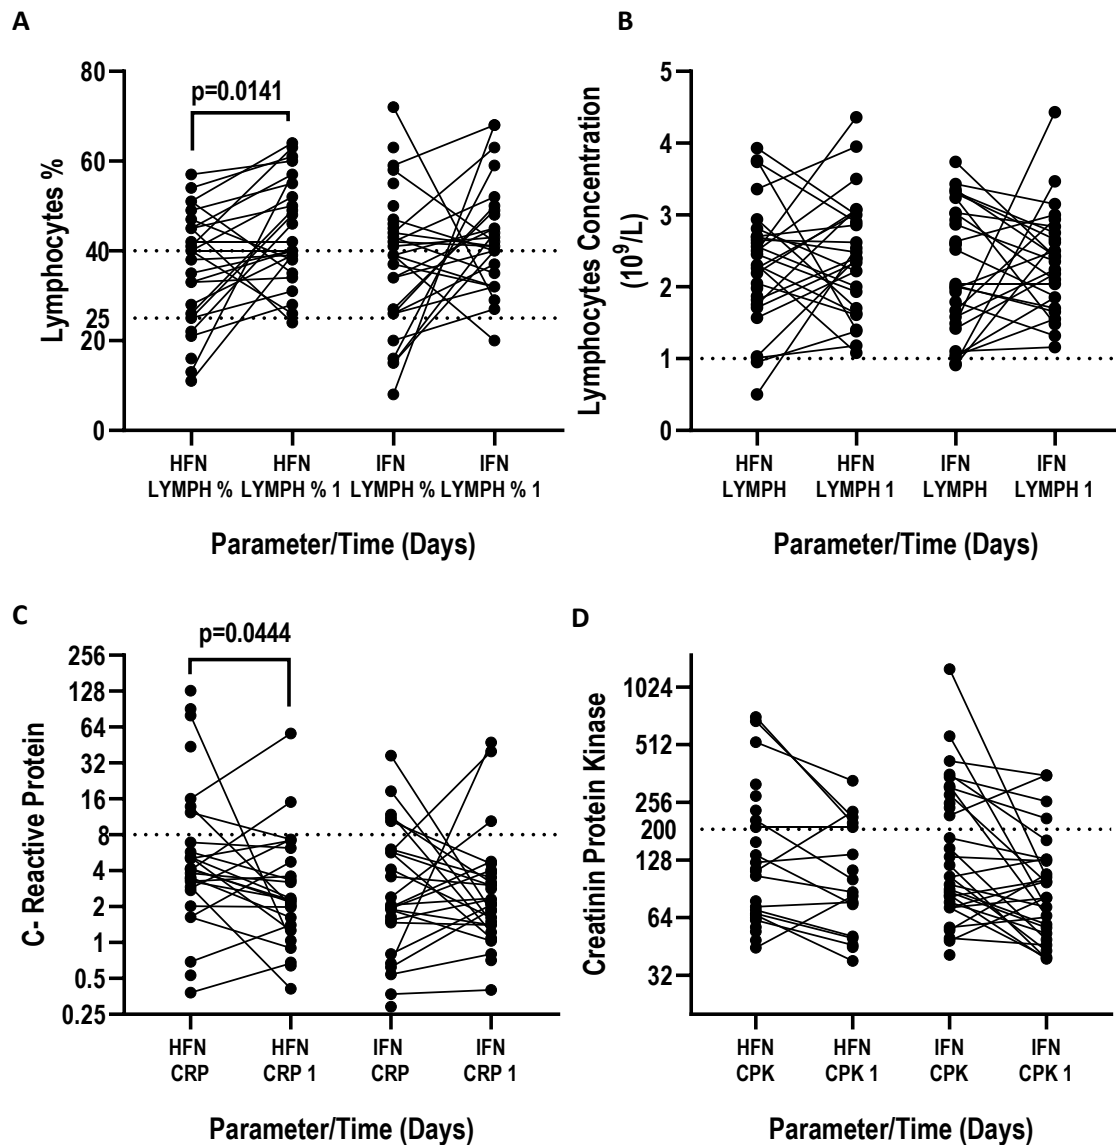 A
Lymphocytes %
80
60
40
25
20
0
p=0.0141
HFN
LYMPH %
HFN
LYMPH % 1
IFN
LYMPH %
IFN
LYMPH % 1
Parameter/Time (Days)
B
Lymphocytes Concentration
(10⁹/L)
5
4
3
2
1
0
HFN
LYMPH
HFN
LYMPH 1
IFN
LYMPH
IFN
LYMPH 1
Parameter/Time (Days)
C
C- Reactive Protein
256
128
64
32
16
8
4
2
1
0.5
0.25
p=0.0444
HFN
CRP
HFN
CRP 1
IFN
CRP
IFN
CRP 1
Parameter/Time (Days)
D
Creatinin Protein Kinase
1024
512
256
200
128
64
32
HFN
CPK
HFN
CPK 1
IFN
CPK
IFN
CPK 1
Parameter/Time (Days)